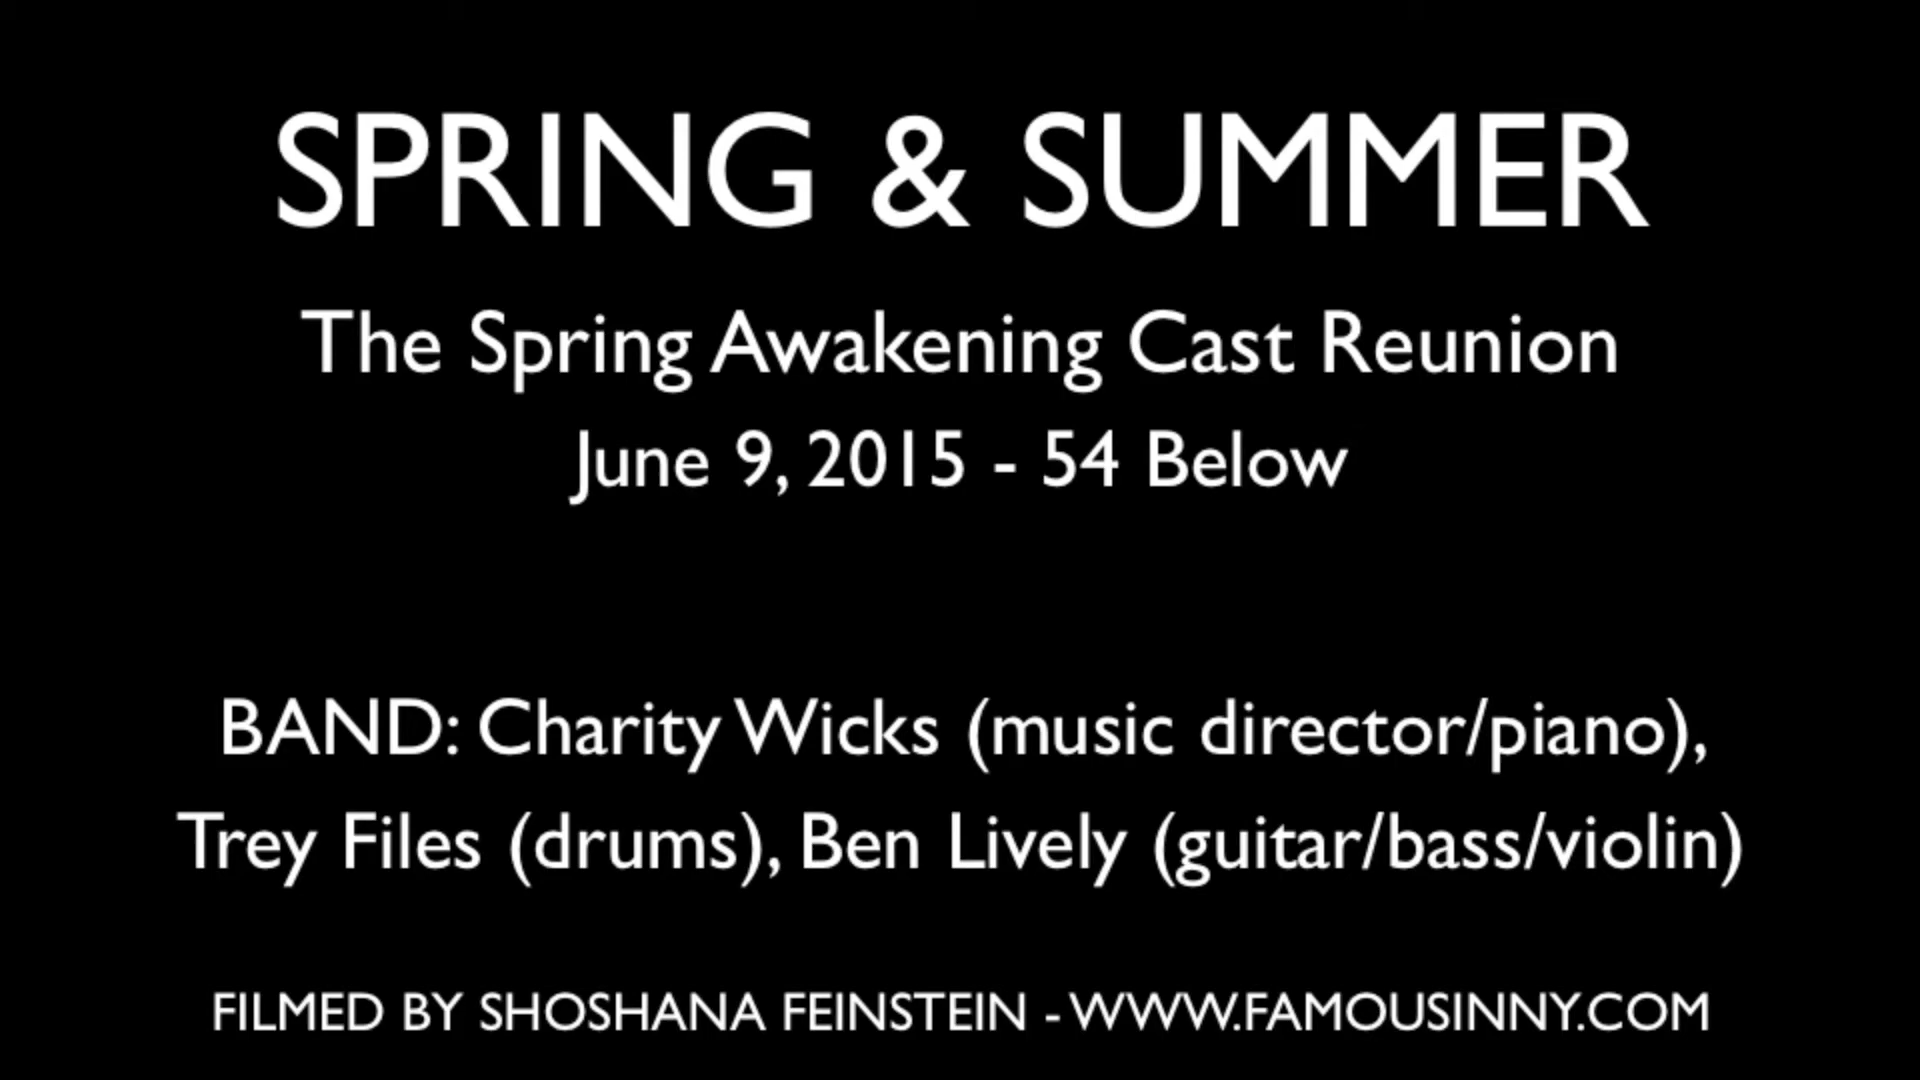 SPRING & SUMMER
The Spring Awakening Cast Reunion
June 9, 2015 - 54 Below
BAND: Charity Wicks (music director/piano),
Trey Files (drums), Ben Lively (guitar/bass/violin)
FILMED BY SHOSHANA FEINSTEIN - WWW.FAMOUSINNY.COM